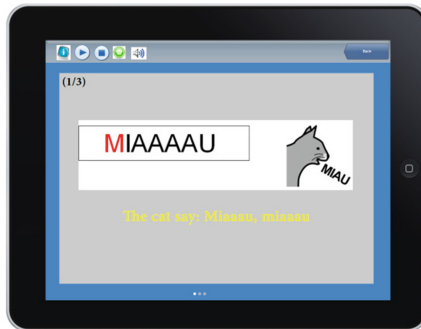 Back
(1/3)
MIAAAAU
MIAU
The cat say: Miaaau, miaaau